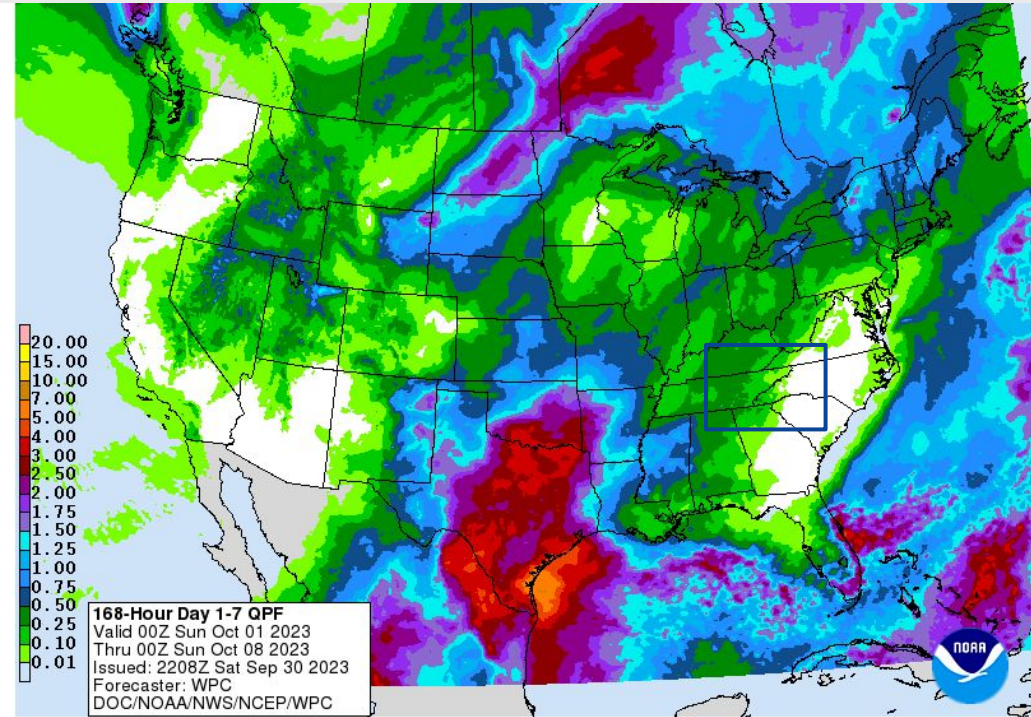 20.00
15.00
10.00
7.00
5.00
4.00
3.00
2.50
2.00
1.75
1.50
1.25
1.00
0.75
0.50
0.25
0.10
0.01
168-Hour Day 1-7 QPF
Valid 00Z Sun Oct 01 2023
Thru 00Z Sun Oct 08 2023
Issued: 2208Z Sat Sep 30 2023
Forecaster: WPC
DOC/NOAA/NWS/NCEP/WPC
NOAA